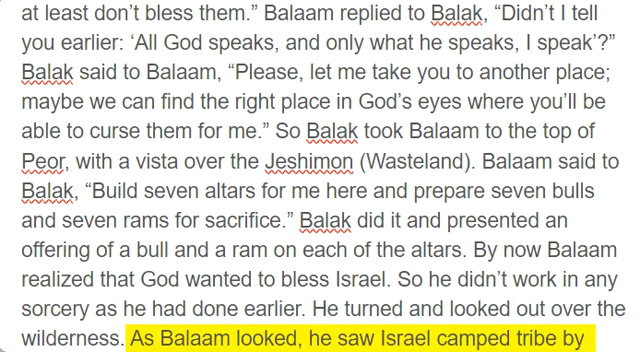 at least don’t bless them.” Balaam replied to Balak, “Didn’t I tell
you earlier: ‘All God speaks, and only what he speaks, I speak’?”
Balak said to Balaam, “Please, let me take you to another place;
maybe we can find the right place in God’s eyes where you’ll be
able to curse them for me.” So Balak took Balaam to the top of
Peor, with a vista over the Jeshimon (Wasteland). Balaam said to
Balak, “Build seven altars for me here and prepare seven bulls
and seven rams for sacrifice.” Balak did it and presented an
offering of a bull and a ram on each of the altars. By now Balaam
realized that God wanted to bless Israel. So he didn’t work in any
sorcery as he had done earlier. He turned and looked out over the
wilderness. As Balaam looked, he saw Israel camped tribe by